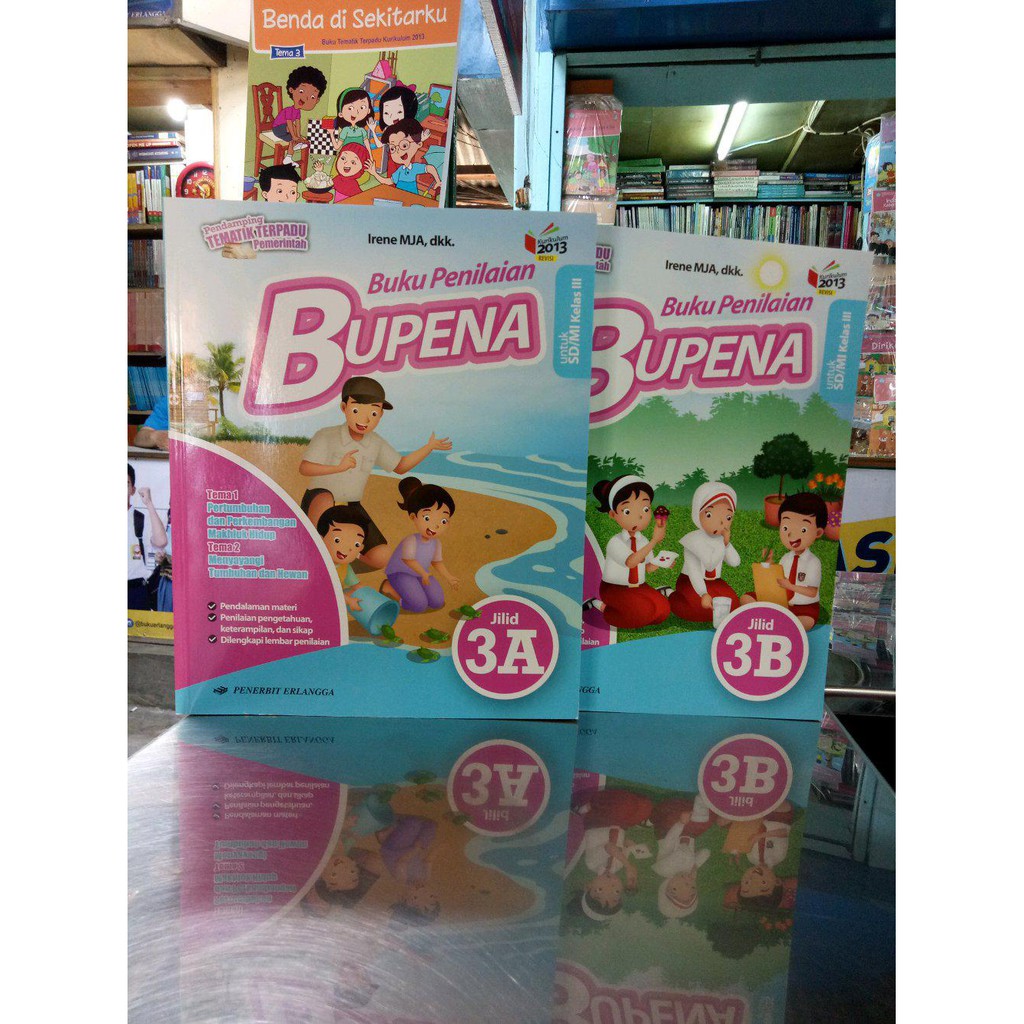 Benda di Sekitarku
Buku Tematik Terpadu Kurikulum 2013
Tema 3
Pendamping
TEMATIK TERPADU
Pemerintah
Irene MJA, dkk.
Kurikulum
2013
REVISI
Buku Penilaian
BUPENA
untuk
SD/MI Kelas III
Tema 1
Pertumbuhan
dan Perkembangan
Makhluk Hidup
Tema 2
Menyayangi
Tumbuhan dan Hewan
Pendalaman materi
Penilaian pengetahuan,
keterampilan, dan sikap
Dilengkapi lembar penilaian
Jilid
3A
PENERBIT ERLANGGA
Irene MJA, dkk.
Kurikulum
2013
REVISI
Buku Penilaian
BUPENA
untuk
SD/MI Kelas III
penilaian
Jilid
3B